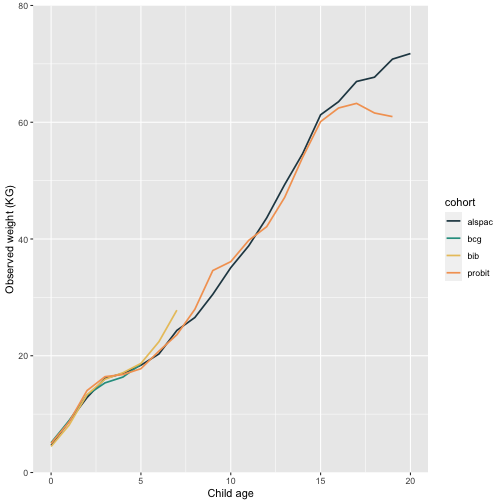 80
60
40
20
0
Observed weight (KG)
0 5 10 15 20
Child age
cohort
alspac
bcg
bib
probit